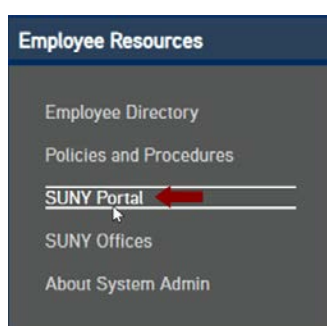 Employee Resources
Employee Directory
Policies and Procedures
SUNY Portal
SUNY Offices
About System Admin